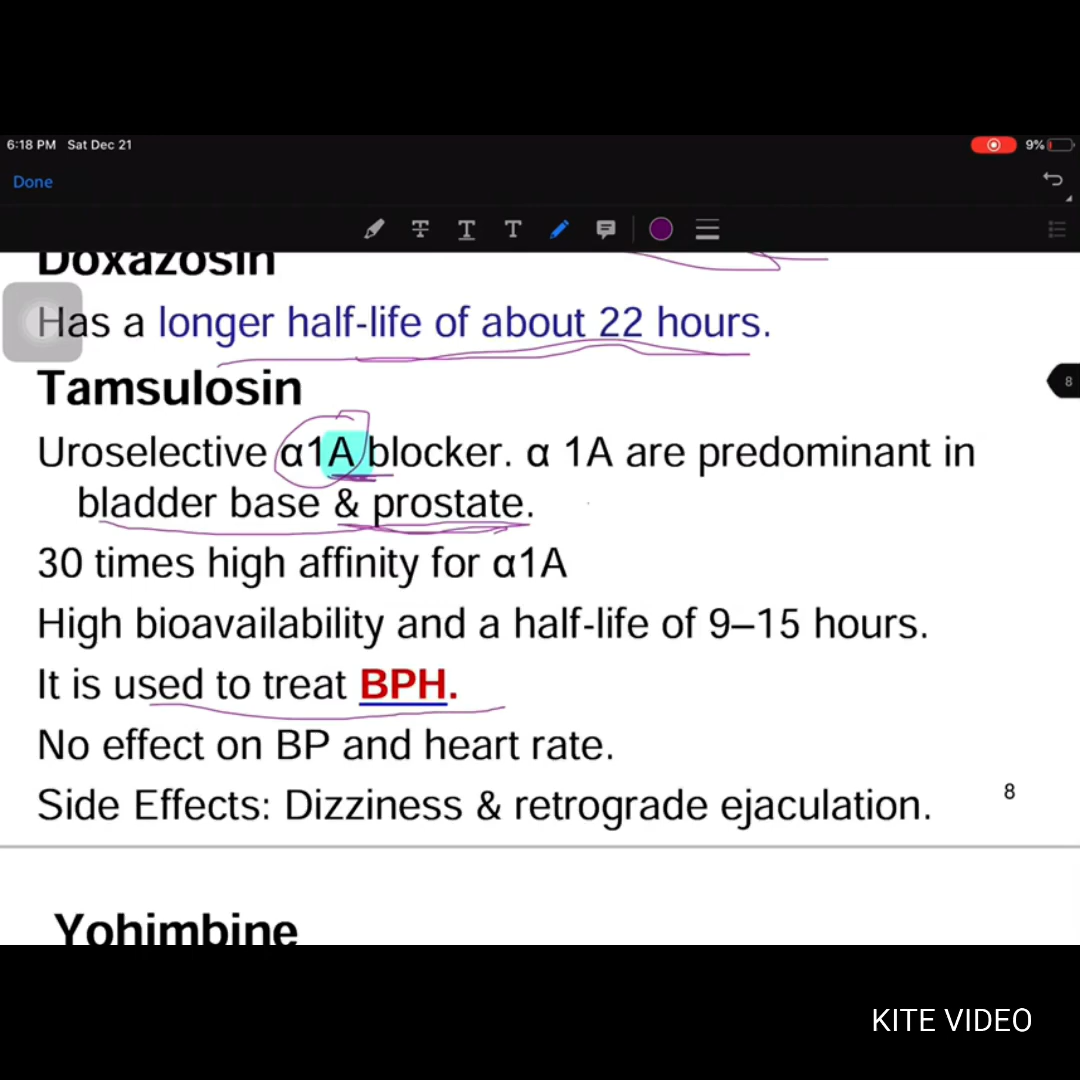 6:18 PM Sat Dec 21
9%
Done
Doxazosin
Has a longer half-life of about 22 hours.
Tamsulosin
8
Uroselective α1A blocker. α 1A are predominant in
bladder base & prostate.
30 times high affinity for α1A
High bioavailability and a half-life of 9–15 hours.
It is used to treat BPH.
No effect on BP and heart rate.
Side Effects: Dizziness & retrograde ejaculation.
8
Yohimbine
KITE VIDEO